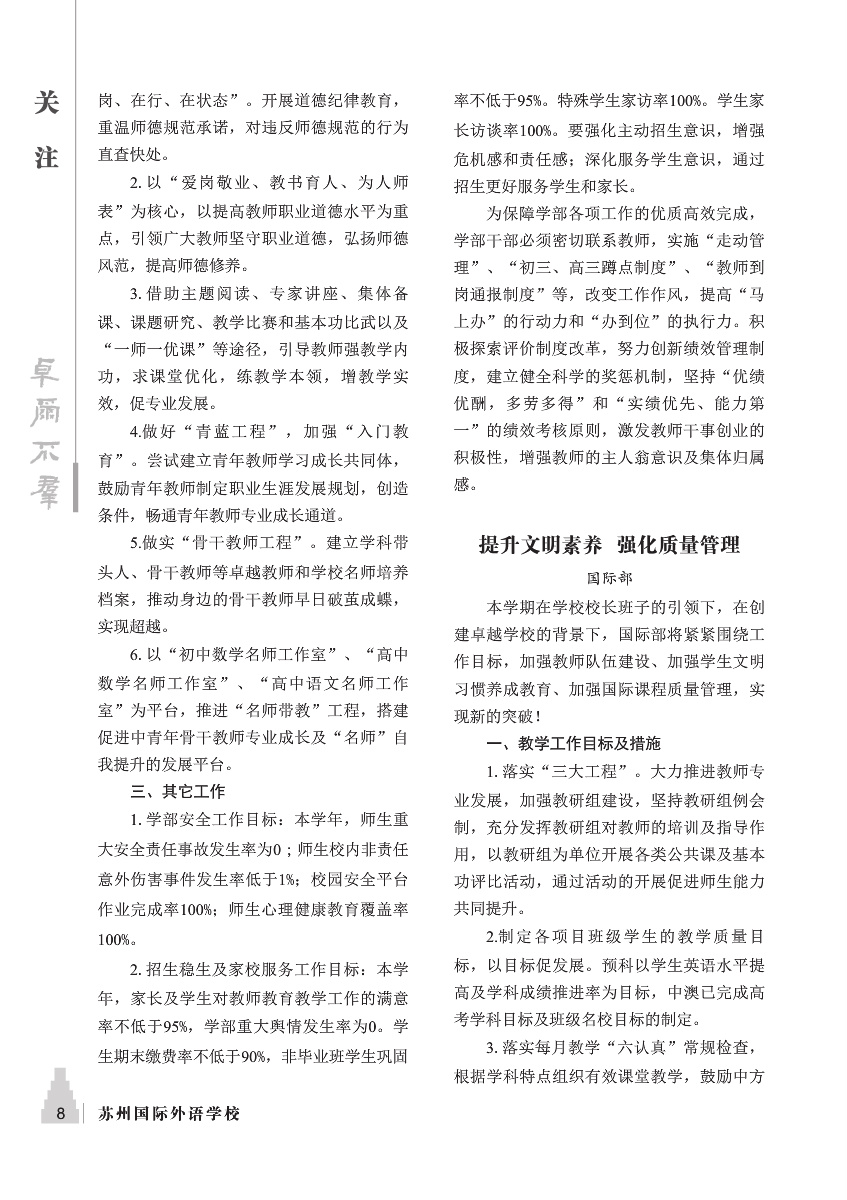 关
注
卓尔不群
岗、在行、在状态”。开展道德纪律教育，
重温师德规范承诺，对违反师德规范的行为
直查快处。
2. 以“爱岗敬业、教书育人、为人师
表”为核心，以提高教师职业道德水平为重
点，引领广大教师坚守职业道德，弘扬师德
风范，提高师德修养。
3. 借助主题阅读、专家讲座、集体备
课、课题研究、教学比赛和基本功比武以及
“一师一优课”等途径，引导教师强教学内
功，求课堂优化，练教学本领，增教学实
效，促专业发展。
4.做好“青蓝工程”，加强“入门教
育”。尝试建立青年教师学习成长共同体，
鼓励青年教师制定职业生涯发展规划，创造
条件，畅通青年教师专业成长通道。
5.做实“骨干教师工程”。建立学科带
头人、骨干教师等卓越教师和学校名师培养
档案，推动身边的骨干教师早日破茧成蝶，
实现超越。
6. 以“初中数学名师工作室”、“高中
数学名师工作室”、“高中语文名师工作
室”为平台，推进“名师带教”工程，搭建
促进中青年骨干教师专业成长及“名师”自
我提升的发展平台。
三、其它工作
1. 学部安全工作目标：本学年，师生重
大安全责任事故发生率为0；师生校内非责任
意外伤害事件发生率低于1%；校园安全平台
作业完成率100%；师生心理健康教育覆盖率
100%。
2. 招生稳生及家校服务工作目标：本学
年，家长及学生对教师教育教学工作的满意
率不低于95%，学部重大舆情发生率为0。学
生期末缴费率不低于90%，非毕业班学生巩固
率不低于95%。特殊学生家访率100%。学生家
长访谈率100%。要强化主动招生意识，增强
危机感和责任感；深化服务学生意识，通过
招生更好服务学生和家长。
为保障学部各项工作的优质高效完成，
学部干部必须密切联系教师，实施“走动管
理”、“初三、高三蹲点制度”、“教师到
岗通报制度”等，改变工作作风，提高“马
上办”的行动力和“办到位”的执行力。积
极探索评价制度改革，努力创新绩效管理制
度，建立健全科学的奖惩机制，坚持“优绩
优酬，多劳多得”和“实绩优先、能力第
一”的绩效考核原则，激发教师干事创业的
积极性，增强教师的主人翁意识及集体归属
感。
提升文明素养 强化质量管理
国际部
本学期在学校校长班子的引领下，在创
建卓越学校的背景下，国际部将紧紧围绕工
作目标，加强教师队伍建设、加强学生文明
习惯养成教育、加强国际课程质量管理，实
现新的突破！
一、教学工作目标及措施
1. 落实“三大工程”。大力推进教师专
业发展，加强教研组建设，坚持教研组例会
制，充分发挥教研组对教师的培训及指导作
用，以教研组为单位开展各类公共课及基本
功评比活动，通过活动的开展促进师生能力
共同提升。
2.制定各项目班级学生的教学质量目
标，以目标促发展。预科以学生英语水平提
高及学科成绩推进率为目标，中澳已完成高
考学科目标及班级名校目标的制定。
3. 落实每月教学“六认真”常规检查，
根据学科特点组织有效课堂教学，鼓励中方
8 苏州国际外语学校